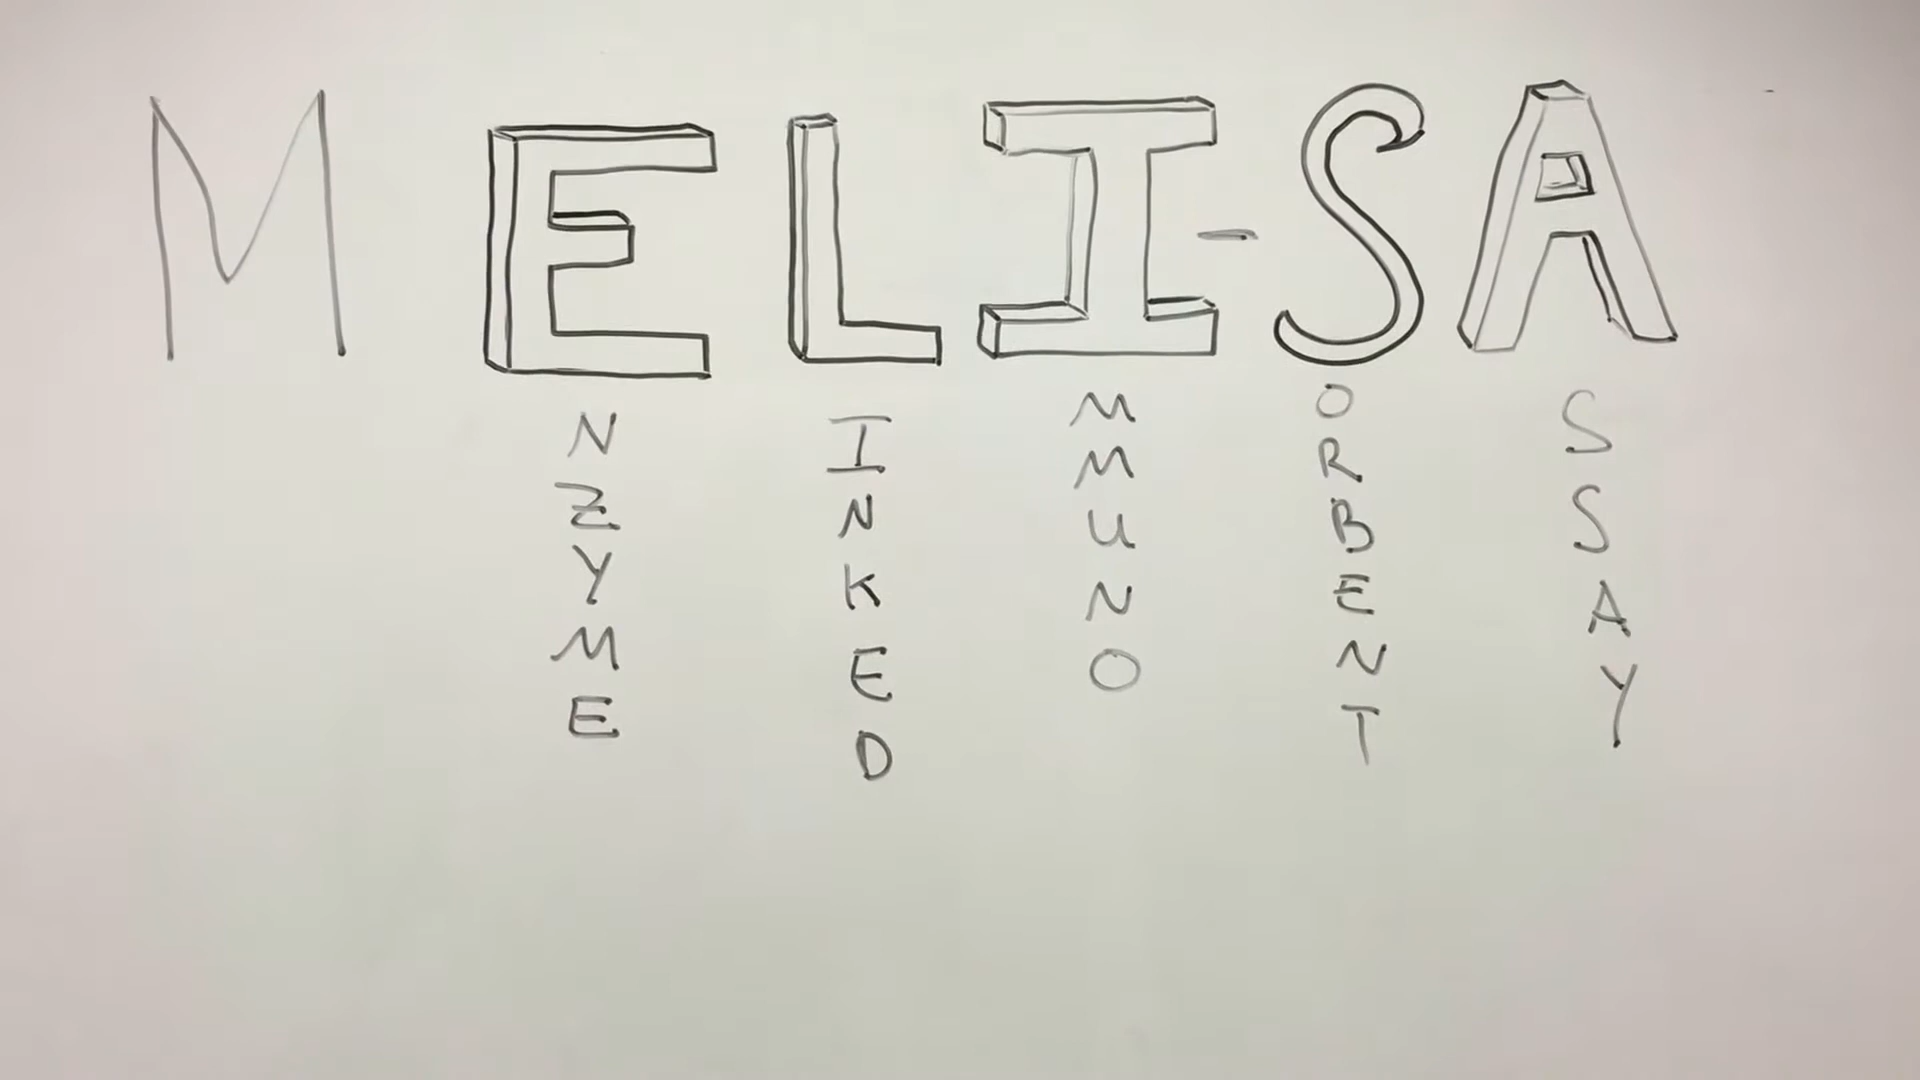 M ELI-SA
NZYME
INKED
MMUNO
ORBENT
SSAY